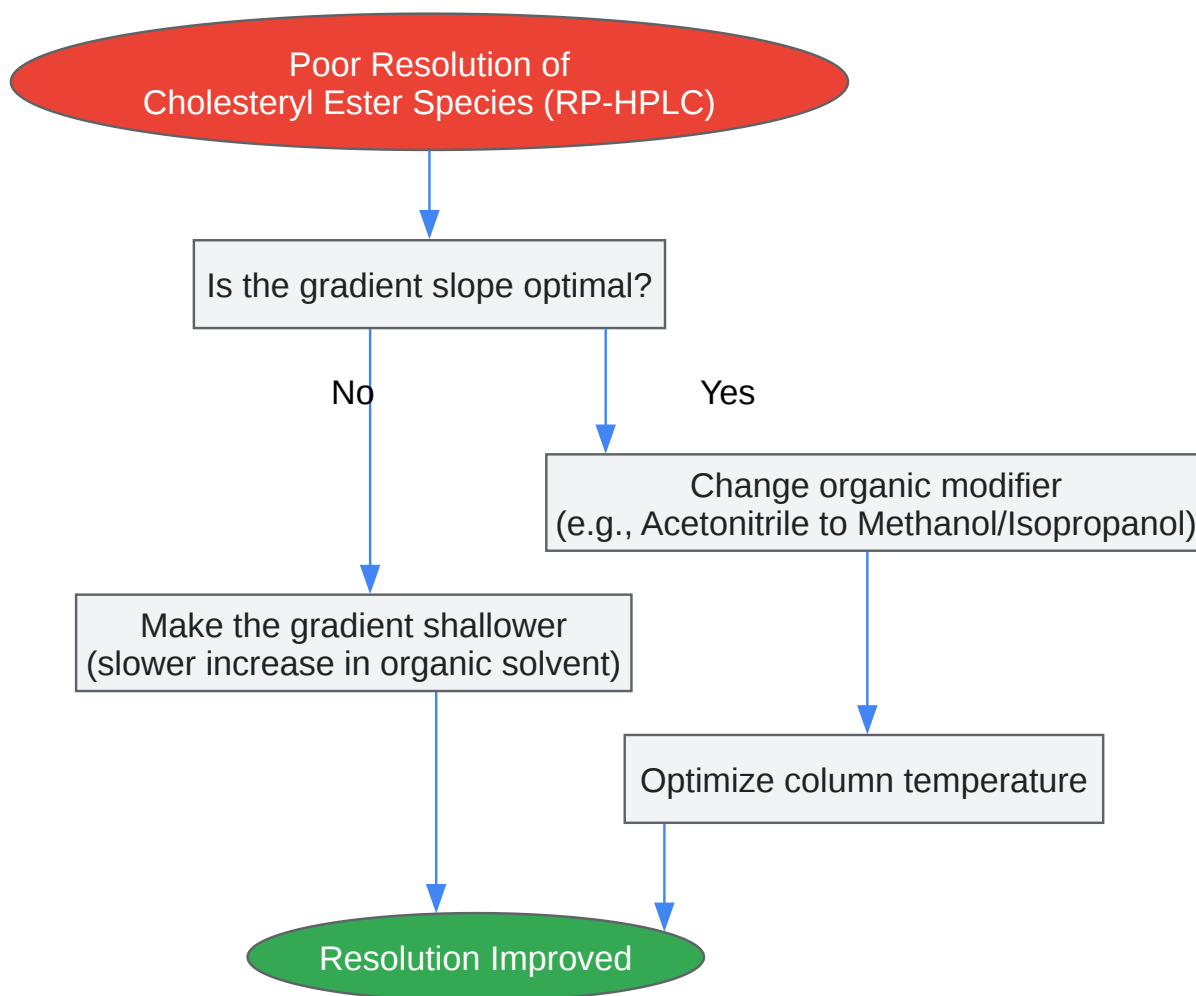 Poor Resolution of
Cholesteryl Ester Species (RP-HPLC)
Is the gradient slope optimal?
No
Yes
Change organic modifier
(e.g., Acetonitrile to Methanol/Isopropanol)
Make the gradient shallower
(slower increase in organic solvent)
Optimize column temperature
Resolution Improved